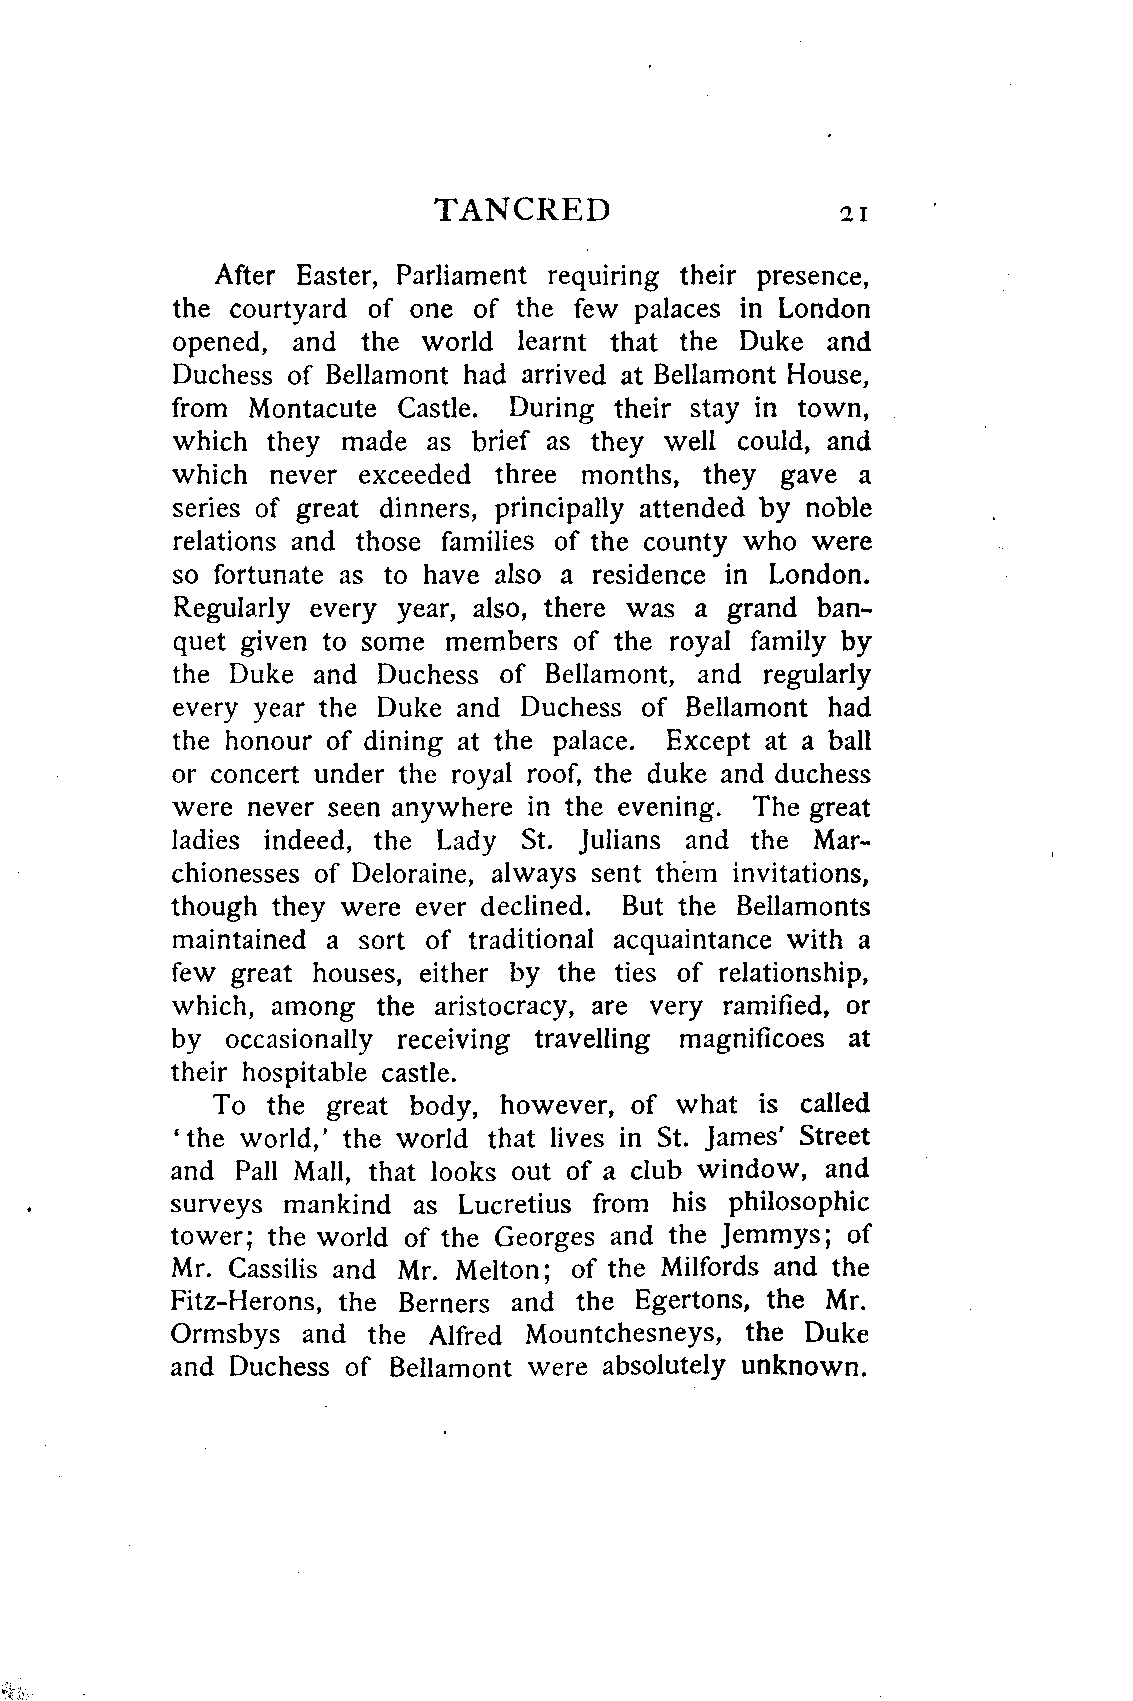 TANCRED 21
After Easter, Parliament requiring their presence,
the courtyard of one of the few palaces in London
opened, and the world learnt that the Duke and
Duchess of Bellamont had arrived at Bellamont House,
from Montacute Castle. During their stay in town,
which they made as brief as they well could, and
which never exceeded three months, they gave a
series of great dinners, principally attended by noble
relations and those families of the county who were
so fortunate as to have also a residence in London.
Regularly every year, also, there was a grand ban-
quet given to some members of the royal family by
the Duke and Duchess of Bellamont, and regularly
every year the Duke and Duchess of Bellamont had
the honour of dining at the palace. Except at a ball
or concert under the royal roof, the duke and duchess
were never seen anywhere in the evening. The great
ladies indeed, the Lady St. Julians and the Mar-
chionesses of Deloraine, always sent them invitations,
though they were ever declined. But the Bellamonts
maintained a sort of traditional acquaintance with a
few great houses, either by the ties of relationship,
which, among the aristocracy, are very ramified, or
by occasionally receiving travelling magnificoes at
their hospitable castle.
To the great body, however, of what is called
‘the world,’ the world that lives in St. James’ Street
and Pall Mall, that looks out of a club window, and
surveys mankind as Lucretius from his philosophic
tower; the world of the Georges and the Jemmys; of
Mr. Cassilis and Mr. Melton; of the Milfords and the
Fitz-Herons, the Berners and the Egertons, the Mr.
Ormsbys and the Alfred Mountchesneys, the Duke
and Duchess of Bellamont were absolutely unknown.